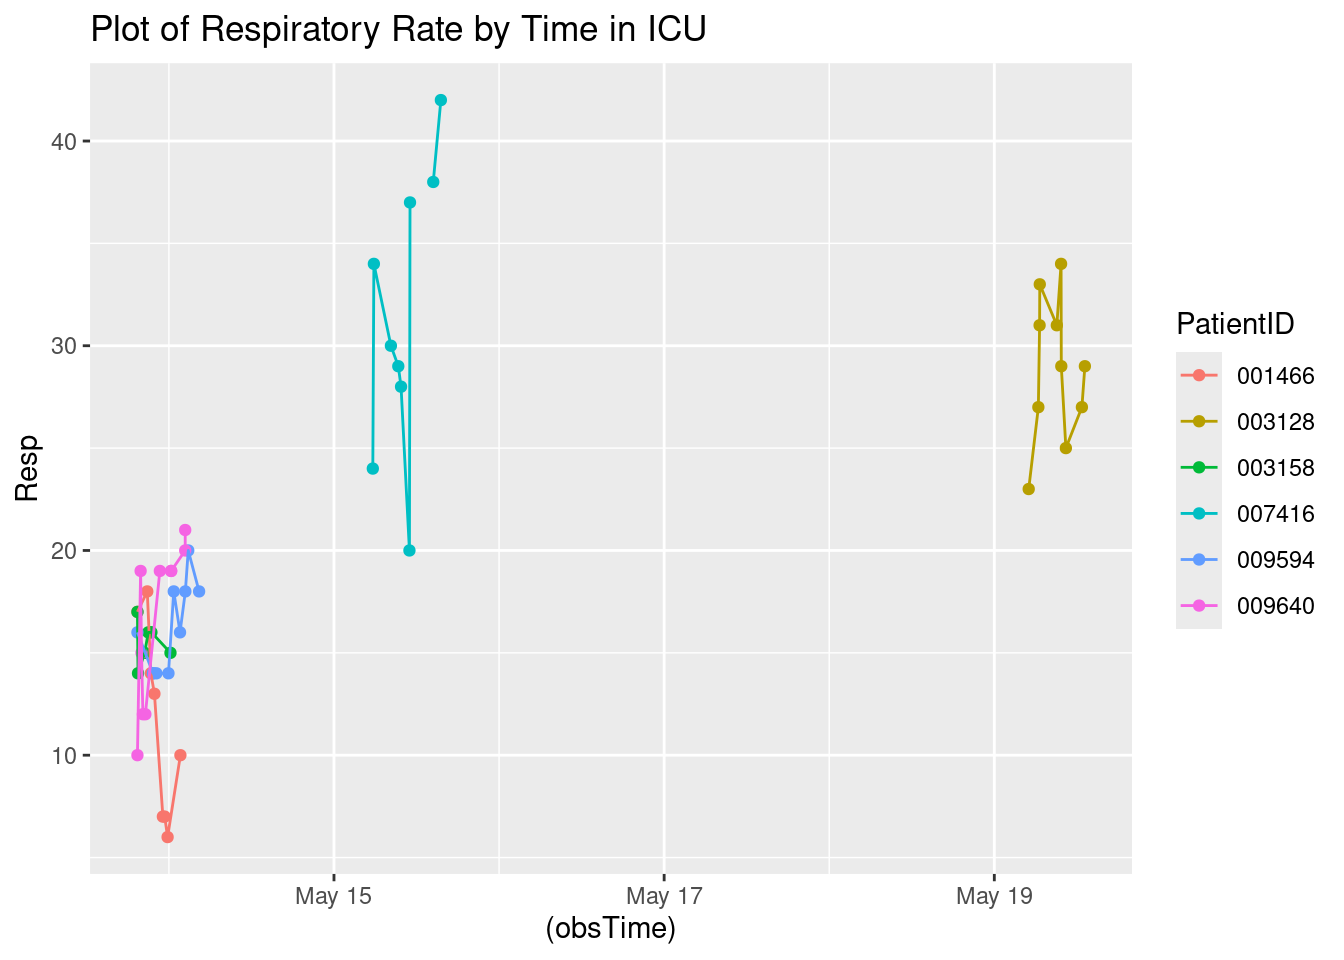 Plot of Respiratory Rate by Time in ICU
40
30
20
10
Resp
May 15
May 17
May 19
(obsTime)
PatientID
001466
003128
003158
007416
009594
009640